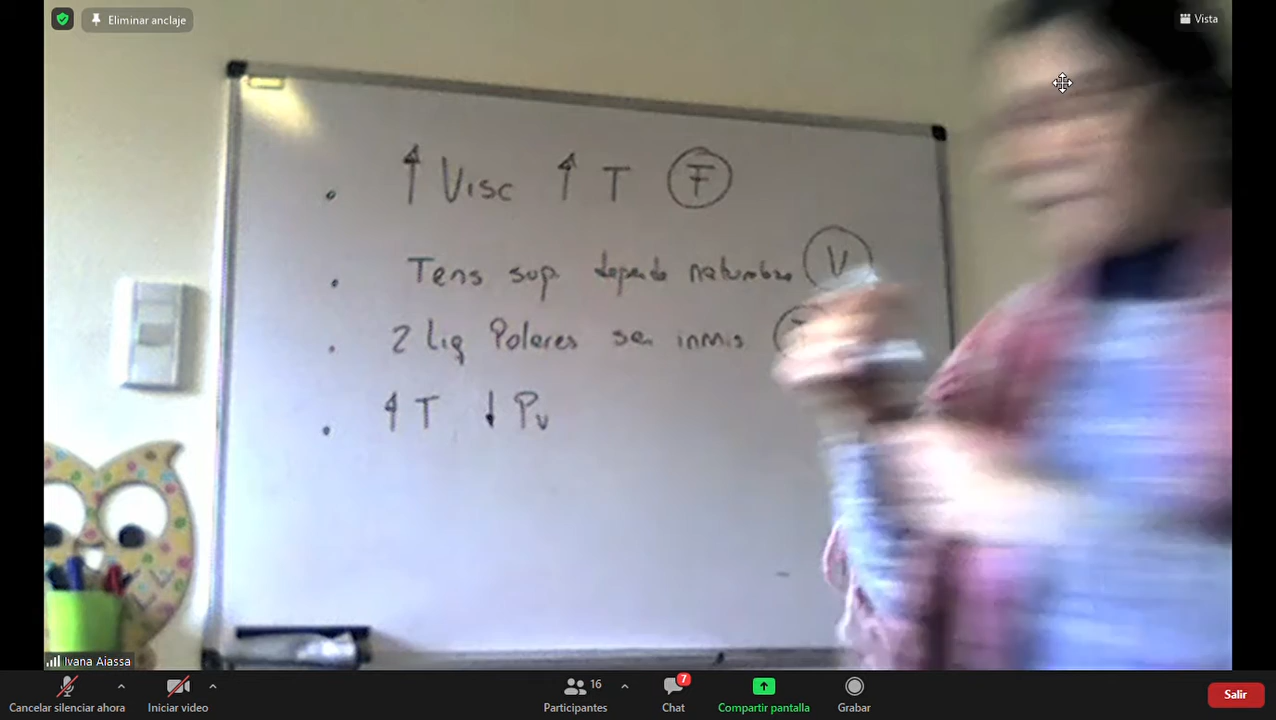 Eliminar anclaje
Vista
. ↑ Visc ↑ T F
. Tens sup. depende naturaleza V
. 2 Liq Polares sen inmis
. ↑ T ↓ Pv
Ivana Aiassa
Cancelar silenciar ahora
Iniciar video
16
Participantes
7
Chat
Compartir pantalla
Grabar
Salir